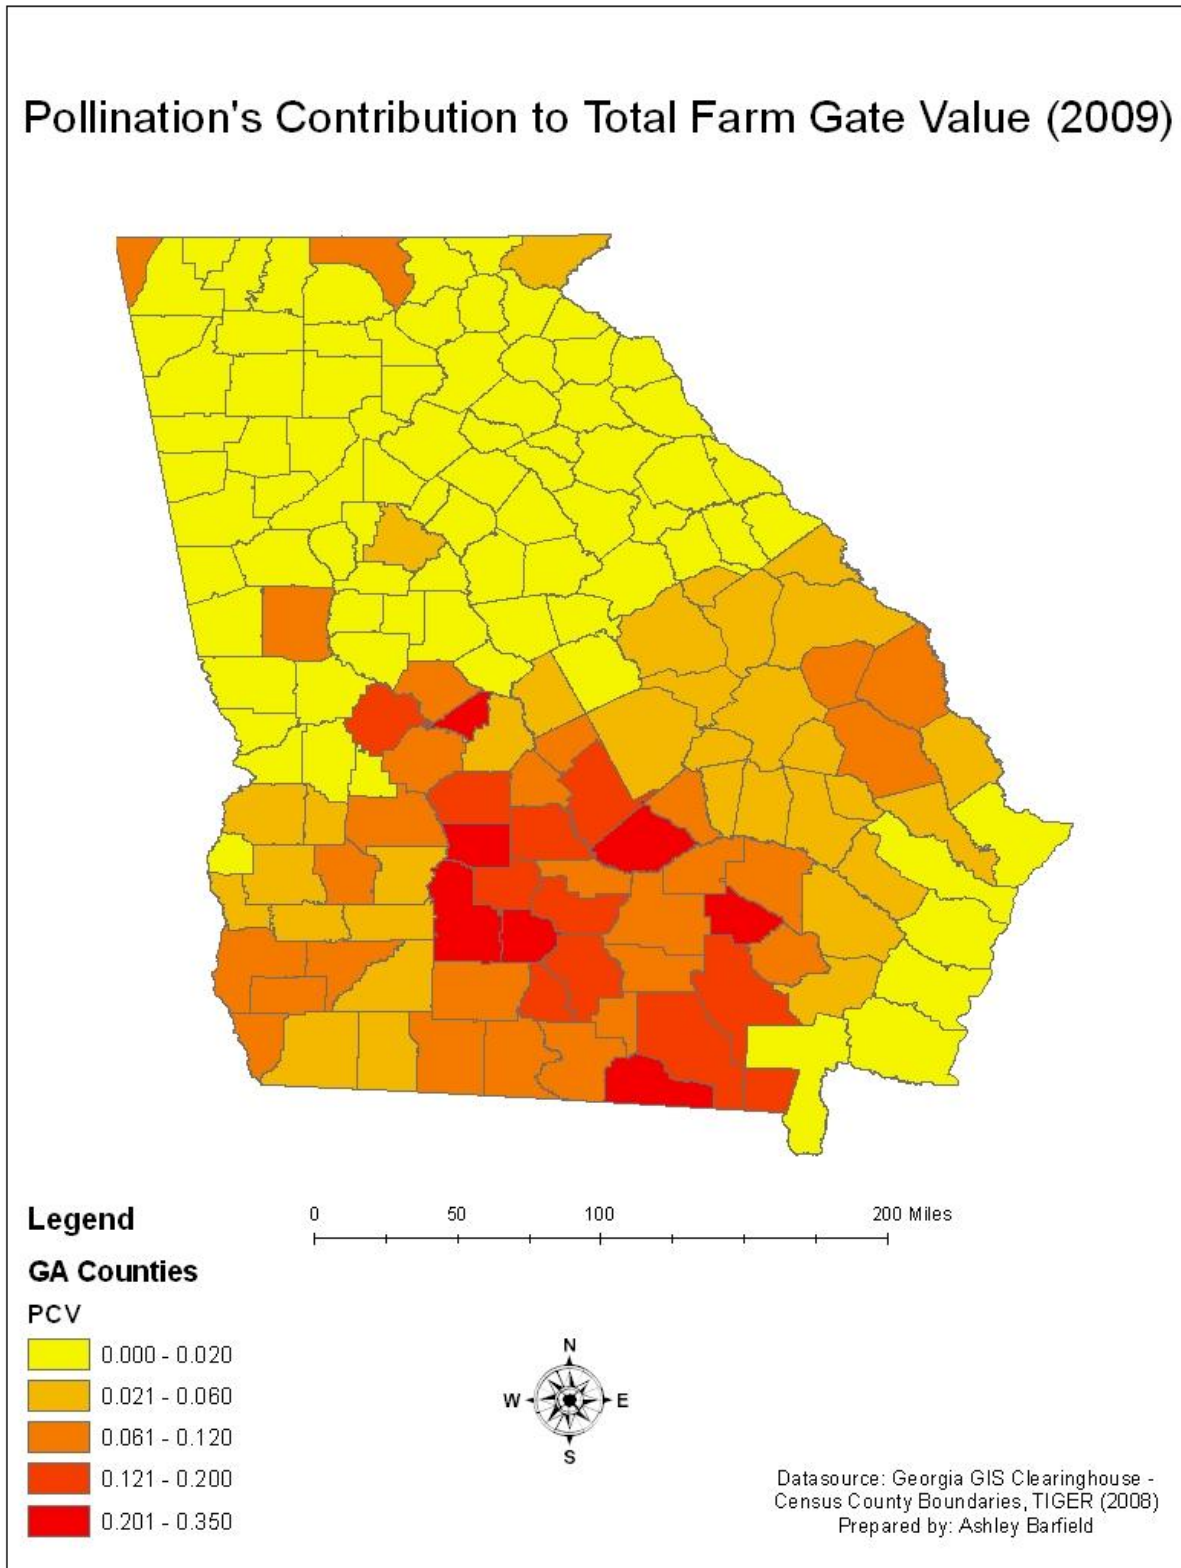 Pollination's Contribution to Total Farm Gate Value (2009)
Legend
0 50 100 200 Miles
GA Counties
PCV
0.000 - 0.020
0.021 - 0.060
0.061 - 0.120
0.121 - 0.200
0.201 - 0.350
N
W E
S
Datasource: Georgia GIS Clearinghouse -
Census County Boundaries, TIGER (2008)
Prepared by: Ashley Barfield